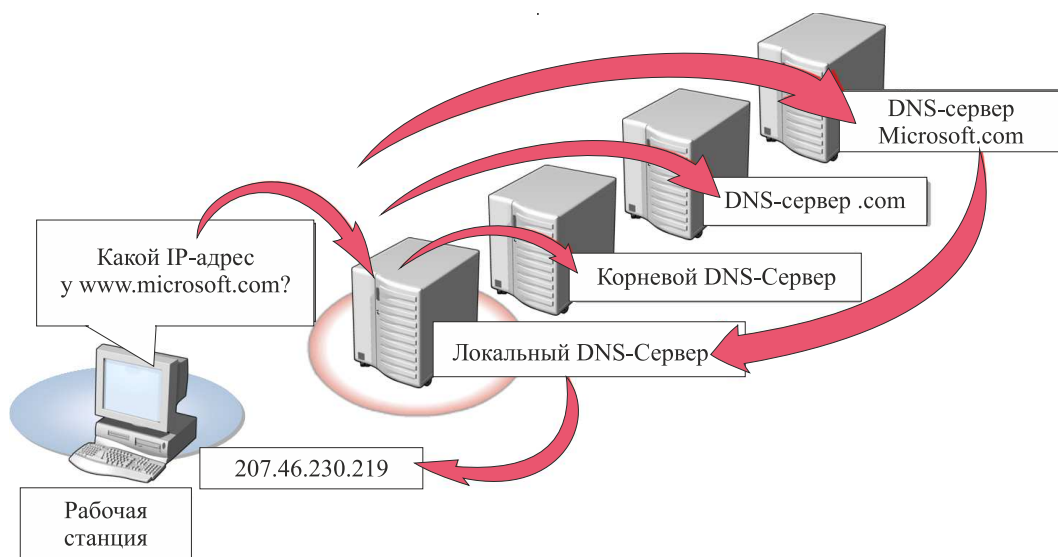 DNS-сервер
Microsoft.com
DNS-сервер .com
Какой IP-адрес
у www.microsoft.com?
Корневой DNS-Сервер
Локальный DNS-Сервер
207.46.230.219
Рабочая
станция